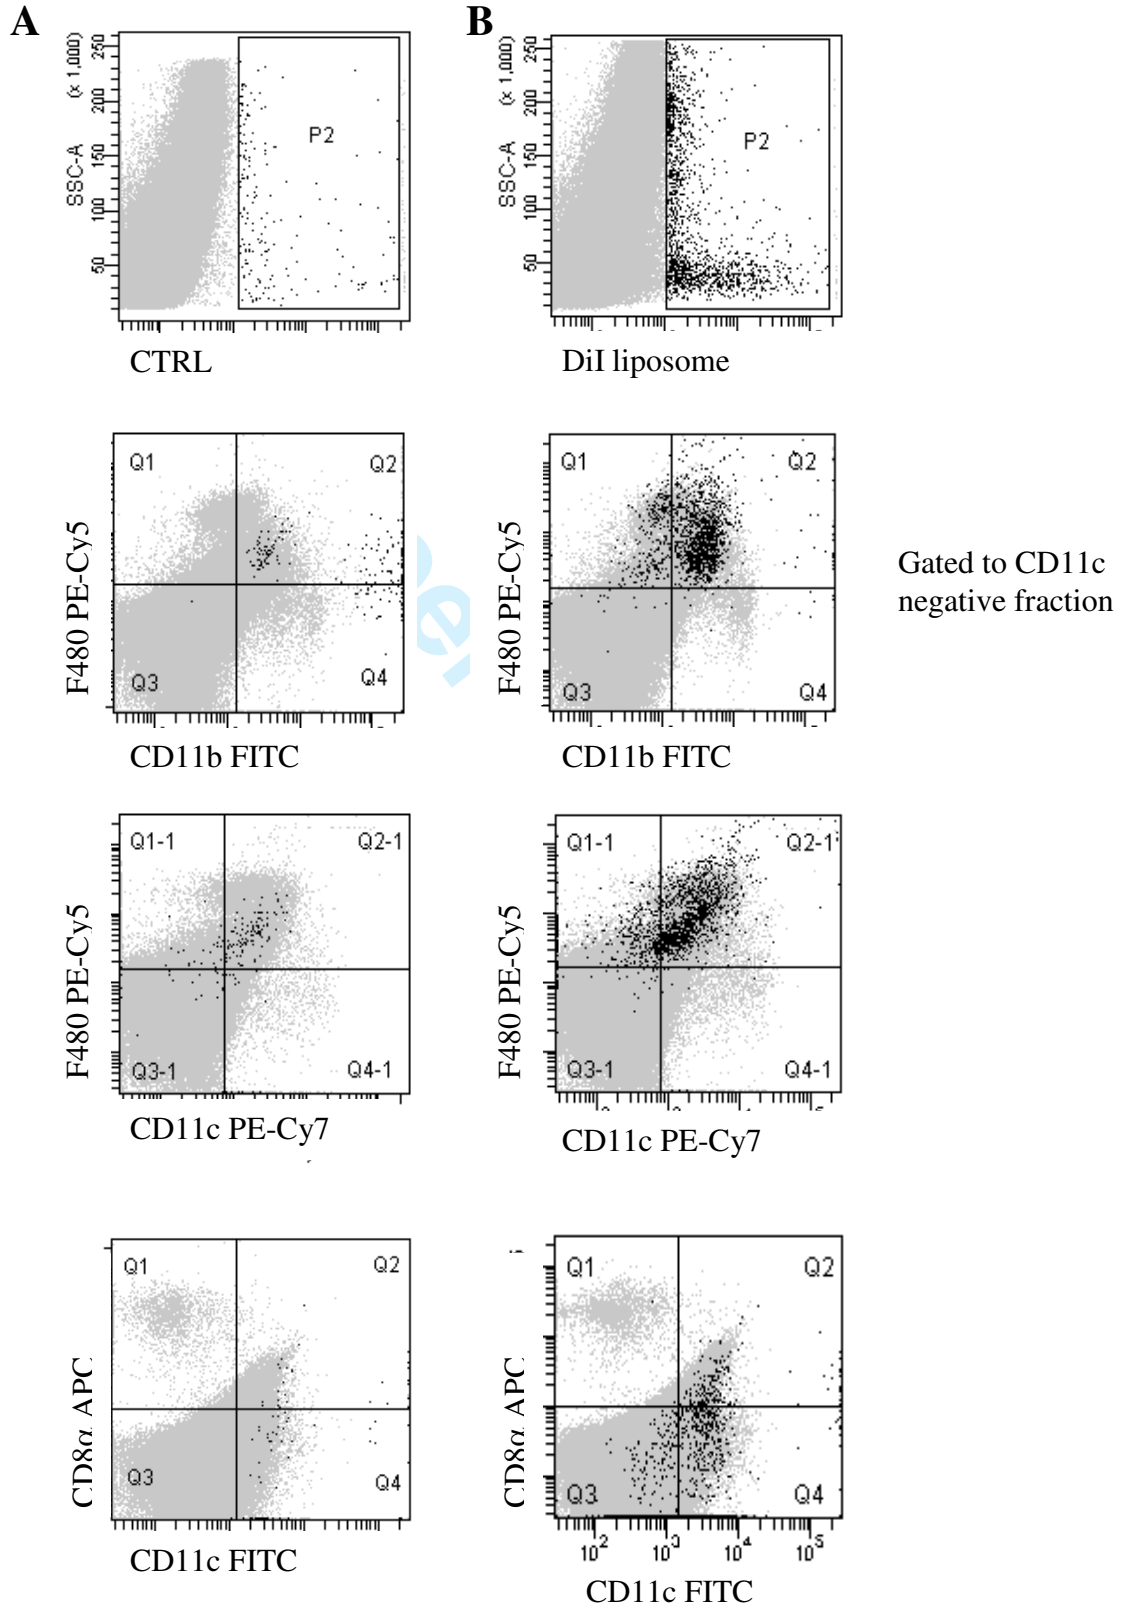 A
B
(x 1,000)
250
200
150
100
50
SSC-A
P2
CTRL
(x 1,000)
250
200
150
100
50
SSC-A
P2
DiI liposome
Q1
Q2
Q3
Q4
F480 PE-Cy5
CD11b FITC
Q1
Q2
Q3
Q4
F480 PE-Cy5
CD11b FITC
Gated to CD11c
negative fraction
Q1-1
Q2-1
Q3-1
Q4-1
F480 PE-Cy5
CD11c PE-Cy7
Q1-1
Q2-1
Q3-1
Q4-1
F480 PE-Cy5
CD11c PE-Cy7
Q1
Q2
Q3
Q4
CD8α APC
CD11c FITC
Q1
Q2
Q3
Q4
CD8α APC
10² 10³ 10⁴ 10⁵
CD11c FITC